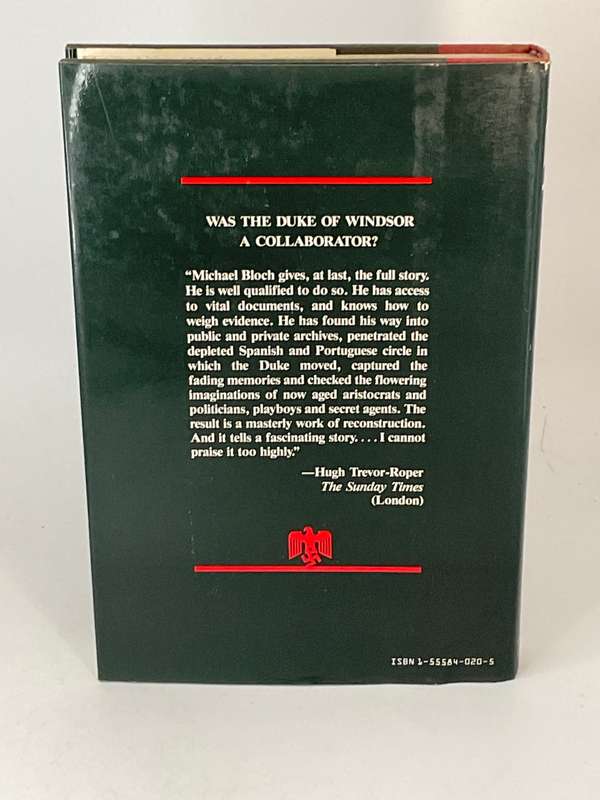 WAS THE DUKE OF WINDSOR
A COLLABORATOR?
“Michael Bloch gives, at last, the full story.
He is well qualified to do so. He has access
to vital documents, and knows how to
weigh evidence. He has found his way into
public and private archives, penetrated the
depleted Spanish and Portuguese circle in
which the Duke moved, captured the
fading memories and checked the flowering
imaginations of now aged aristocrats and
politicians, playboys and secret agents. The
result is a masterly work of reconstruction.
And it tells a fascinating story. . . . I cannot
praise it too highly.”
—Hugh Trevor-Roper
The Sunday Times
(London)
ISBN 1-55584-020-5